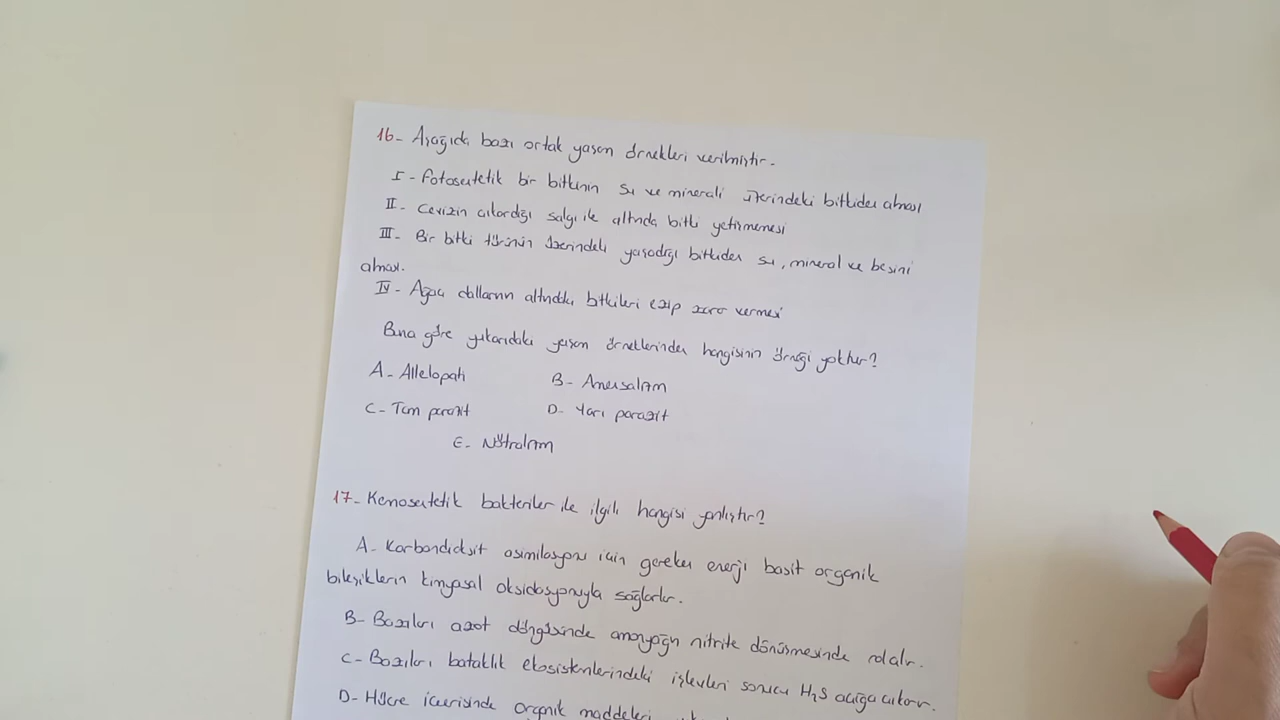 16- Aşağıda bazı ortak yaşam örnekleri verilmiştir.
I- Fotosentetik bir bitkinin su ve minerali üzerindeki bitkiden alması
II- Cevizin çıkardığı salgı ile altında bitki yetişmemesi
III- Bir bitki türünün üzerindeki yaşadığı bitkiden su, mineral ve besini
alması.
IV- Ağaç dallarının altındaki bitkileri ezip zarar vermesi
Buna göre yukarıdaki yaşam örneklerinden hangisinin örneği yoktur?
A- Allelopati B- Amensalizm
C- Tam parazit D- Yarı parazit
E- Nötralizm
17- Kemosentetik bakteriler ile ilgili hangisi yanlıştır?
A- Karbondioksit asimilasyonu için gereken enerji basit organik
bileşiklerin kimyasal oksidasyonuyla sağlarlar.
B- Bazıları azot döngüsünde amonyağın nitrite dönüşmesinde rol alır.
C- Bazıları bataklık ekosistemlerindeki işlevleri sonucu H₂S açığa çıkarır.
D- Hücre içerisinde organik maddeleri